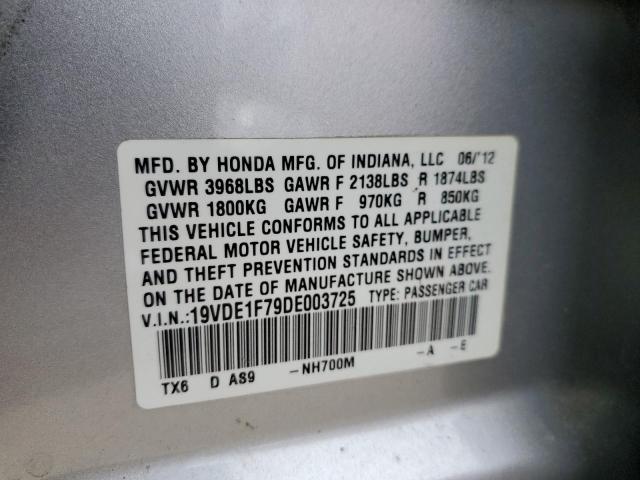 MFD. BY HONDA MFG. OF INDIANA, LLC 06/'12
GVWR 3968LBS GAWR F 2138LBS R 1874LBS
GVWR 1800KG GAWR F 970KG R 850KG
THIS VEHICLE CONFORMS TO ALL APPLICABLE
FEDERAL MOTOR VEHICLE SAFETY, BUMPER,
AND THEFT PREVENTION STANDARDS IN EFFECT
ON THE DATE OF MANUFACTURE SHOWN ABOVE.
V.I.N.:19VDE1F79DE003725 TYPE: PASSENGER CAR
TX6 D AS9 -NH700M -A -E